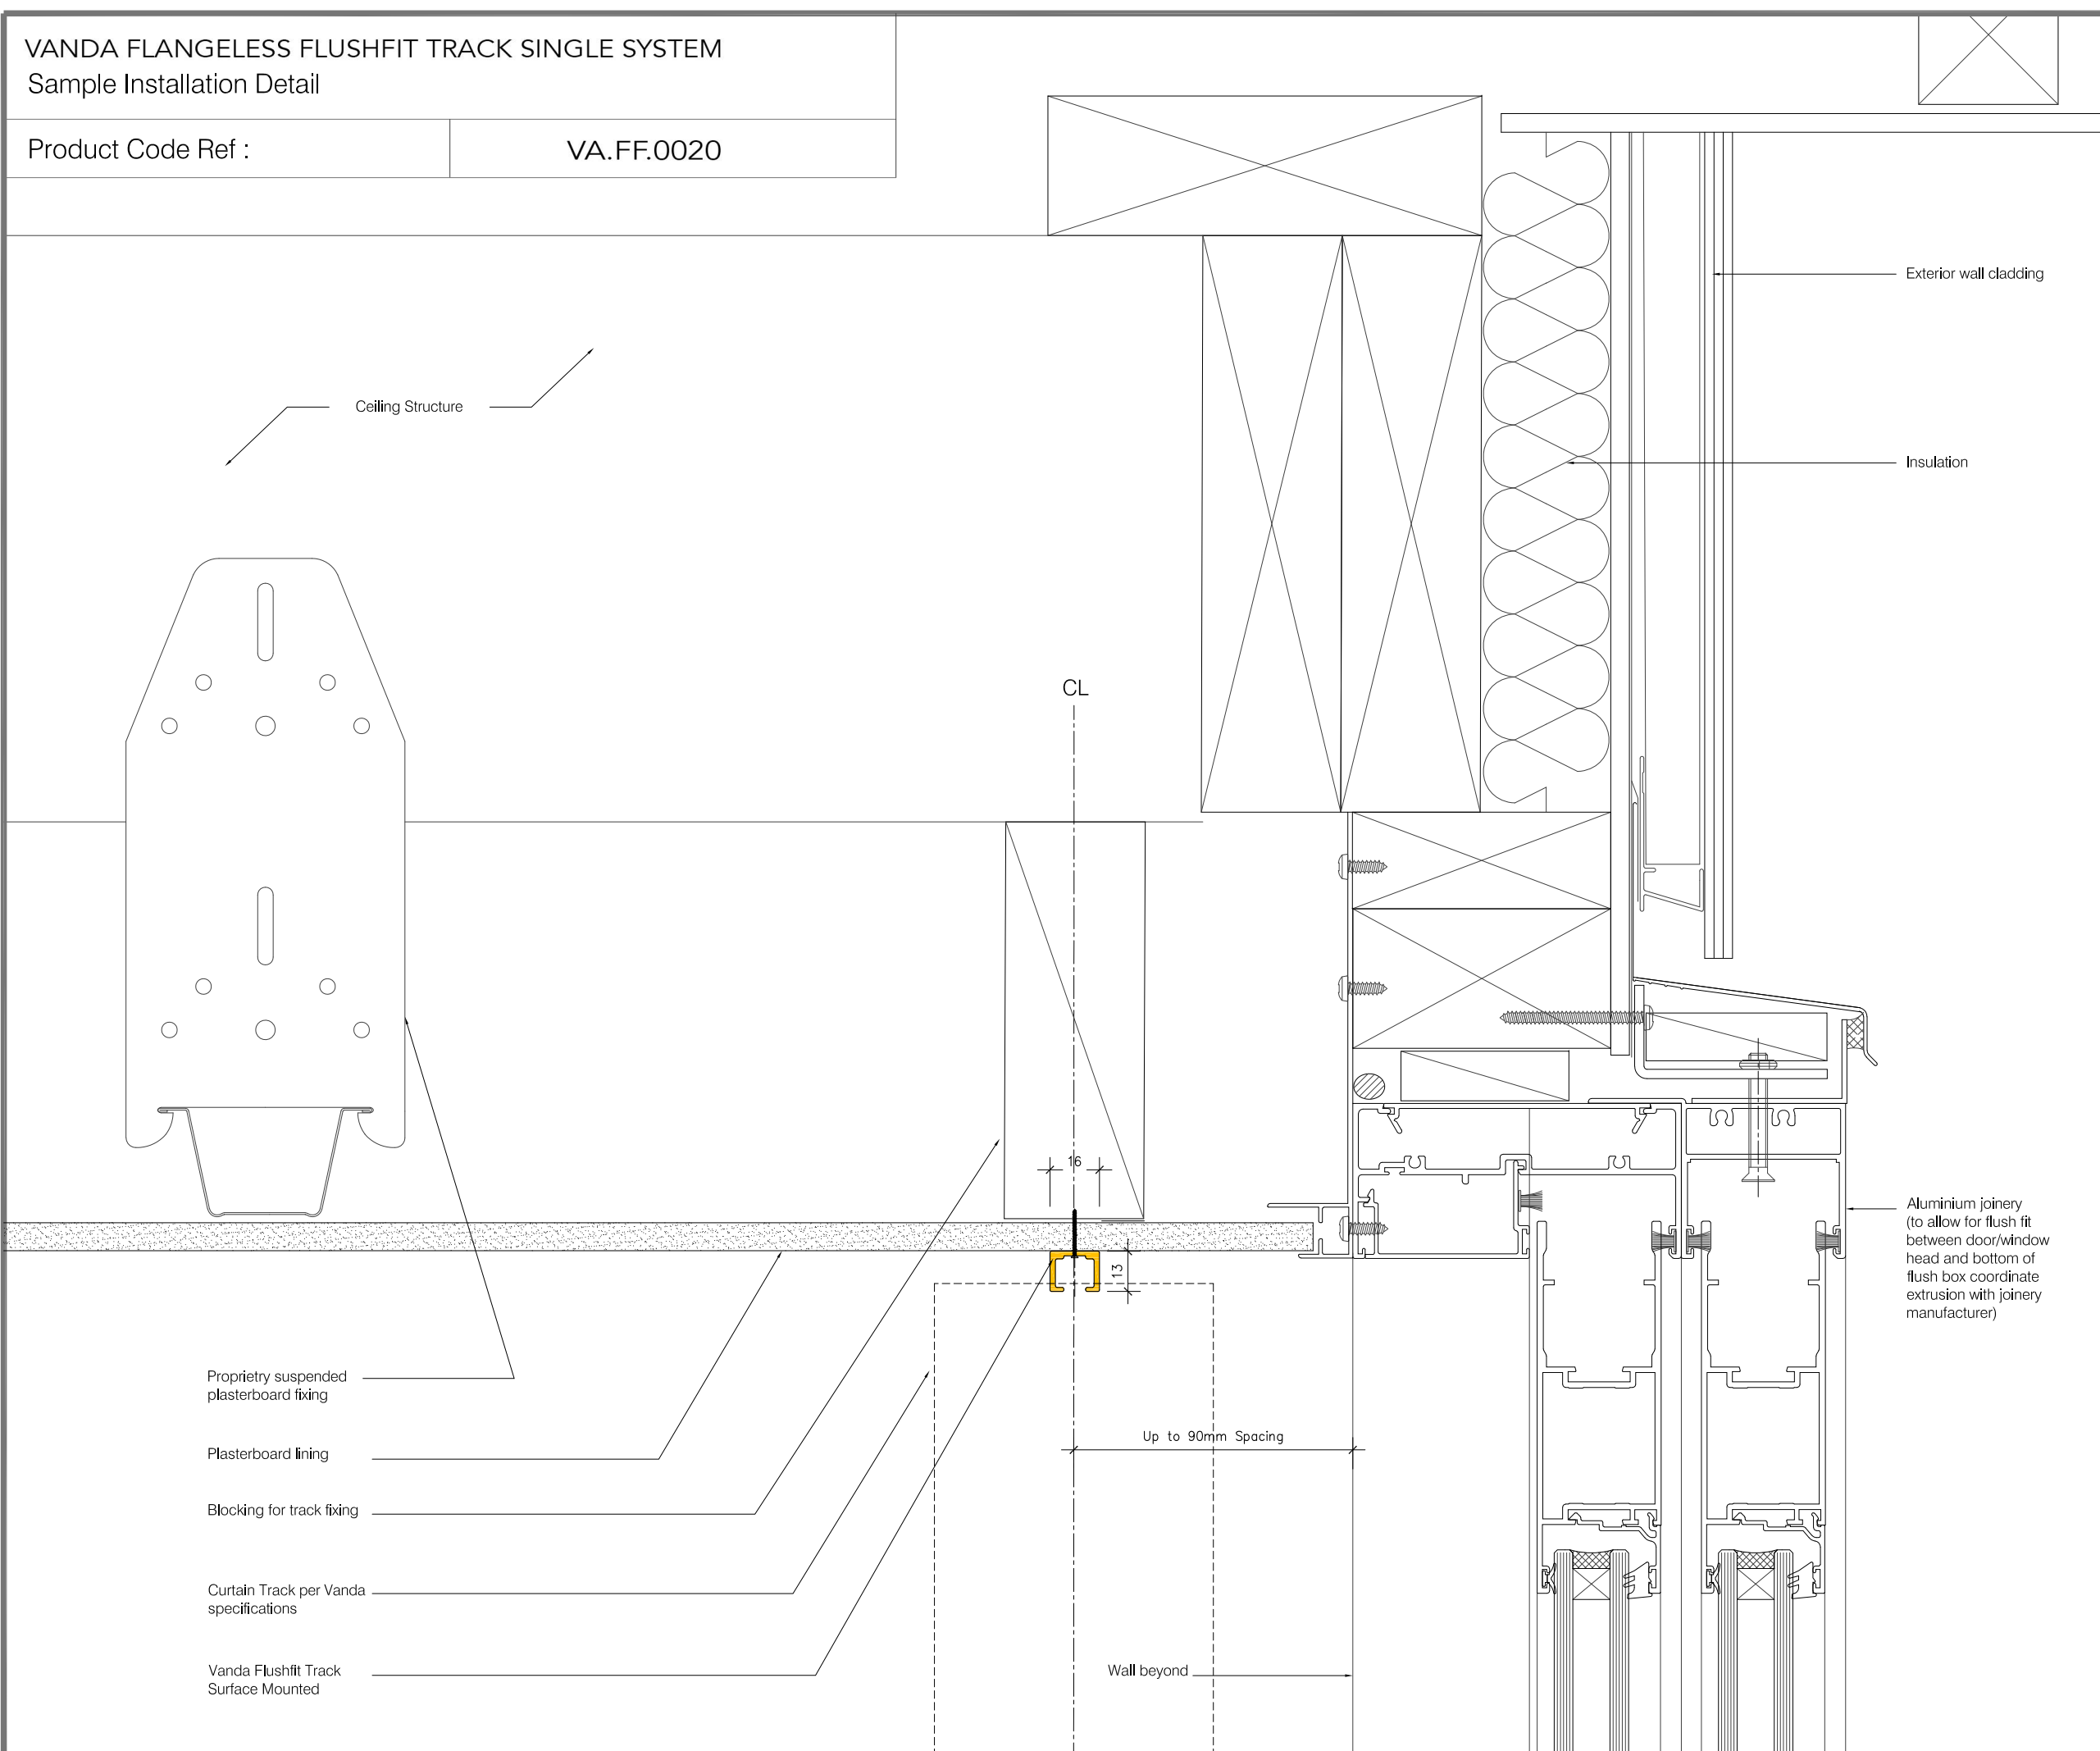 VANDA FLANGELESS FLUSHFIT TRACK SINGLE SYSTEM
Sample Installation Detail
Product Code Ref :
VA.FF.0020
Exterior wall cladding
Ceiling Structure
Insulation
CL
16
13
Aluminium joinery
(to allow for flush fit
between door/window
head and bottom of
flush box coordinate
extrusion with joinery
manufacturer)
Proprietry suspended
plasterboard fixing
Up to 90mm Spacing
Plasterboard lining
Blocking for track fixing
Curtain Track per Vanda
specifications
Vanda Flushfit Track
Surface Mounted
Wall beyond